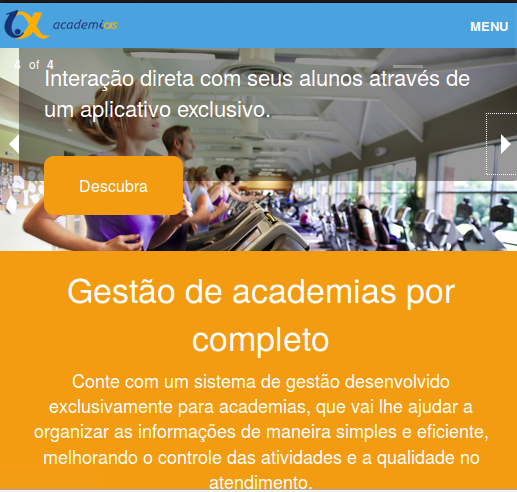 academicas
MENU
4 of 4
Interação direta com seus alunos através de
um aplicativo exclusivo.
Descubra
Gestão de academias por
completo
Conte com um sistema de gestão desenvolvido
exclusivamente para academias, que vai lhe ajudar a
organizar as informações de maneira simples e eficiente,
melhorando o controle das atividades e a qualidade no
atendimento.